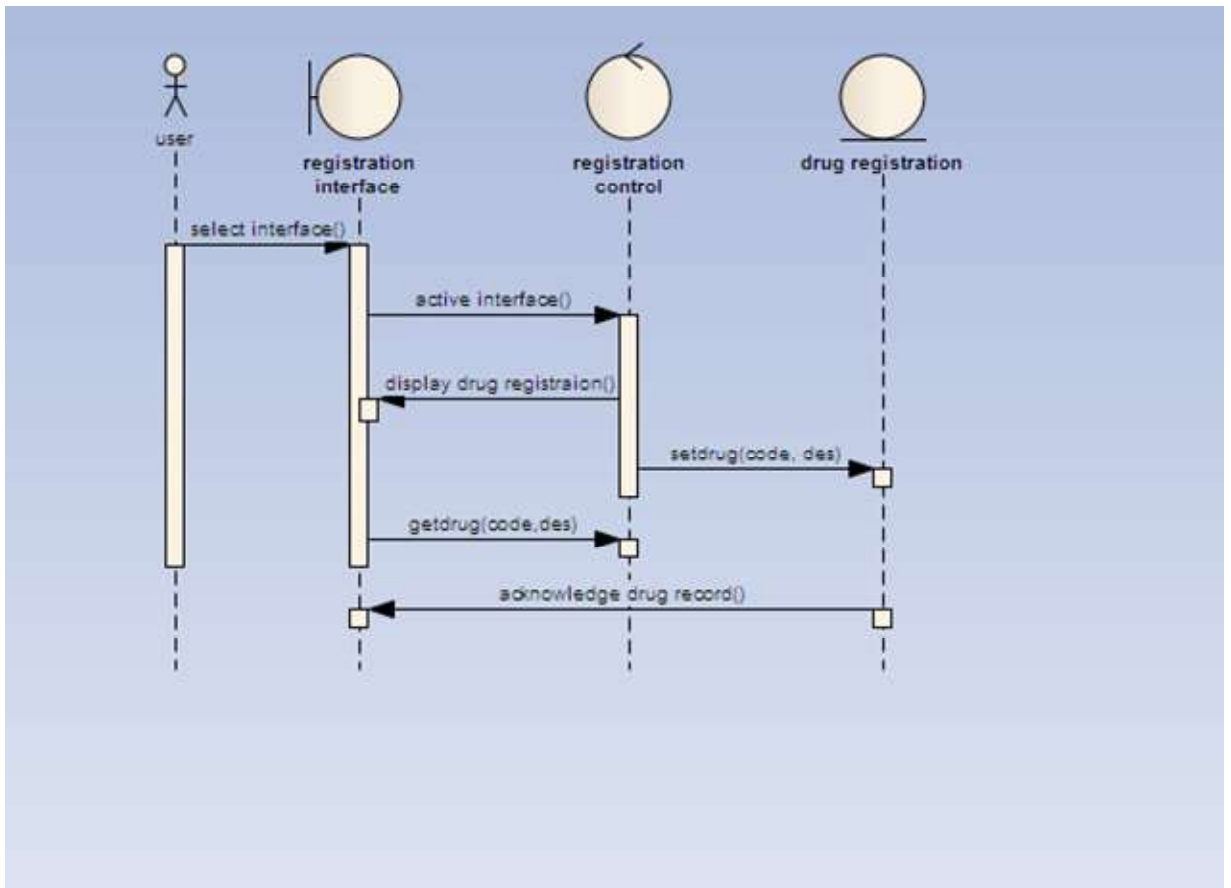 user
registration
interface
registration
control
drug registration
select interface()
active interface()
display drug registraion()
setdrug(code, des)
getdrug(code,des)
acknowledge drug record()